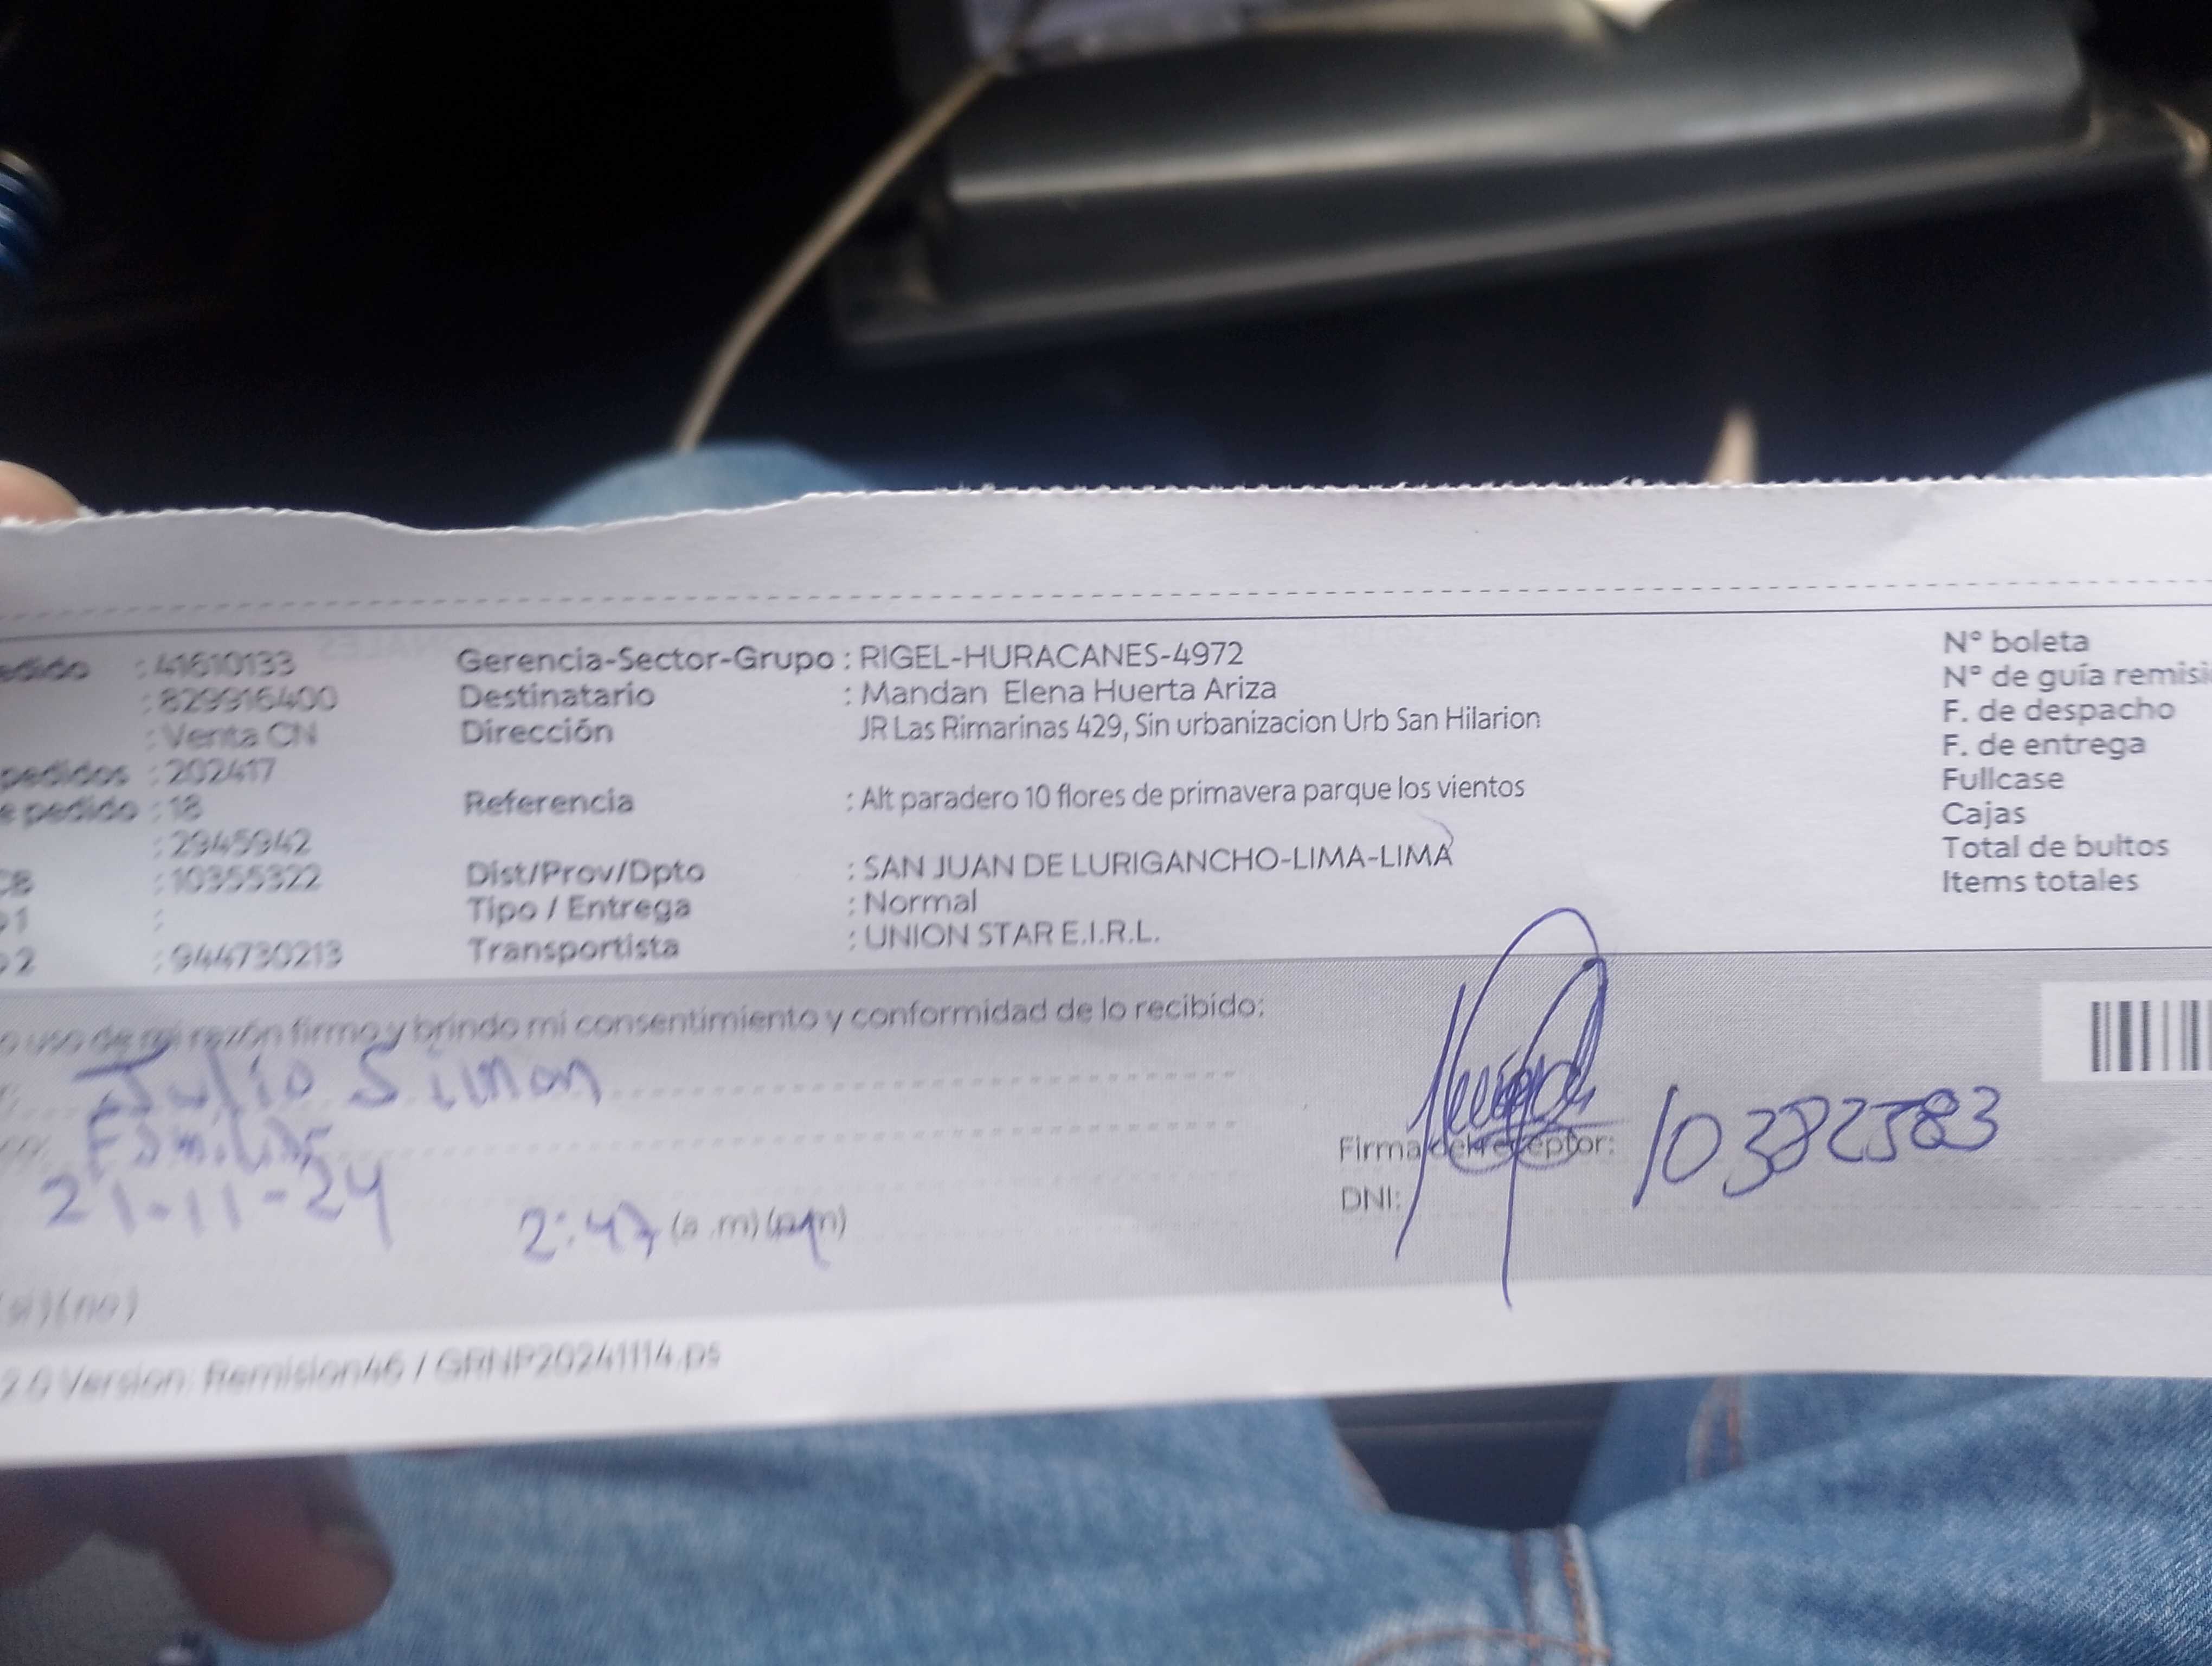 edido : 41610133
: 829916400
: Venta CN
pedidos : 202417
e pedido : 18
: 2945942
CB : 10355322
o 1 :
o 2 : 944730213
Gerencia-Sector-Grupo : RIGEL-HURACANES-4972
Destinatario : Mandan Elena Huerta Ariza
Dirección JR Las Rimarinas 429, Sin urbanizacion Urb San Hilarion
Referencia : Alt paradero 10 flores de primavera parque los vientos
Dist/Prov/Dpto : SAN JUAN DE LURIGANCHO-LIMA-LIMA
Tipo / Entrega : Normal
Transportista : UNION STAR E.I.R.L.
N° boleta
N° de guía remisi
F. de despacho
F. de entrega
Fullcase
Cajas
Total de bultos
Items totales
o uso de mi razón firmo y brindo mi consentimiento y conformidad de lo recibido:
Julio Simon
Familiar
21-11-24 2:47 (a.m) (p.m)
Firma del receptor: 10382583
DNI:
(si) (no)
2.0 Version: Remision46 / GRNP20241114.ps